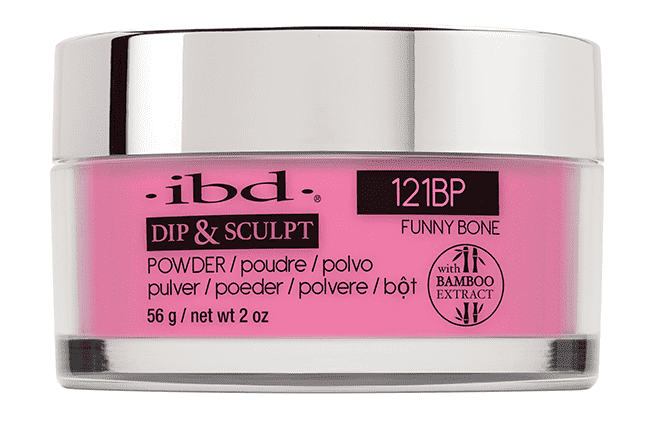 ·ibd·®
DIP & SCULPT
POWDER / poudre / polvo
pulver / poeder / polvere / bột
56 g / net wt 2 oz
121BP
FUNNY BONE
with
BAMBOO
EXTRACT